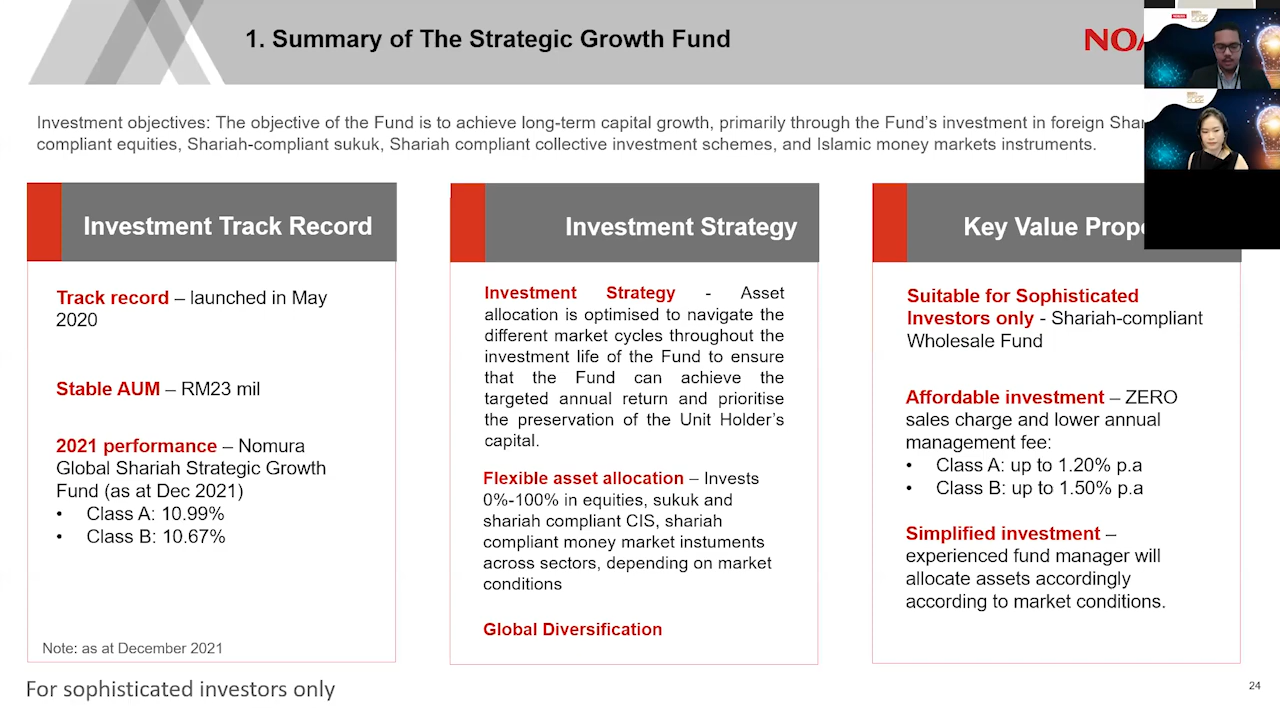 1. Summary of The Strategic Growth Fund
Investment objectives: The objective of the Fund is to achieve long-term capital growth, primarily through the Fund's investment in foreign
compliant equities, Shariah-compliant sukuk, Shariah compliant collective investment schemes, and Islamic money markets instruments.
Investment Track Record
Track record – launched in May
2020
Stable AUM – RM23 mil
2021 performance – Nomura
Global Shariah Strategic Growth
Fund (as at Dec 2021)
• Class A: 10.99%
• Class B: 10.67%
Note: as at December 2021
Investment Strategy
Investment Strategy - Asset
allocation is optimised to navigate the
different market cycles throughout the
investment life of the Fund to ensure
that the Fund can achieve the
targeted annual return and prioritise
the preservation of the Unit Holder's
capital.
Flexible asset allocation – Invests
0%-100% in equities, sukuk and
shariah compliant CIS, shariah
compliant money market instuments
across sectors, depending on market
conditions
Global Diversification
Key Value
Suitable for Sophisticated
Investors only - Shariah-compliant
Wholesale Fund
Affordable investment – ZERO
sales charge and lower annual
management fee:
• Class A: up to 1.20% p.a
• Class B: up to 1.50% p.a
Simplified investment –
experienced fund manager will
allocate assets accordingly
according to market conditions.
For sophisticated investors only
24